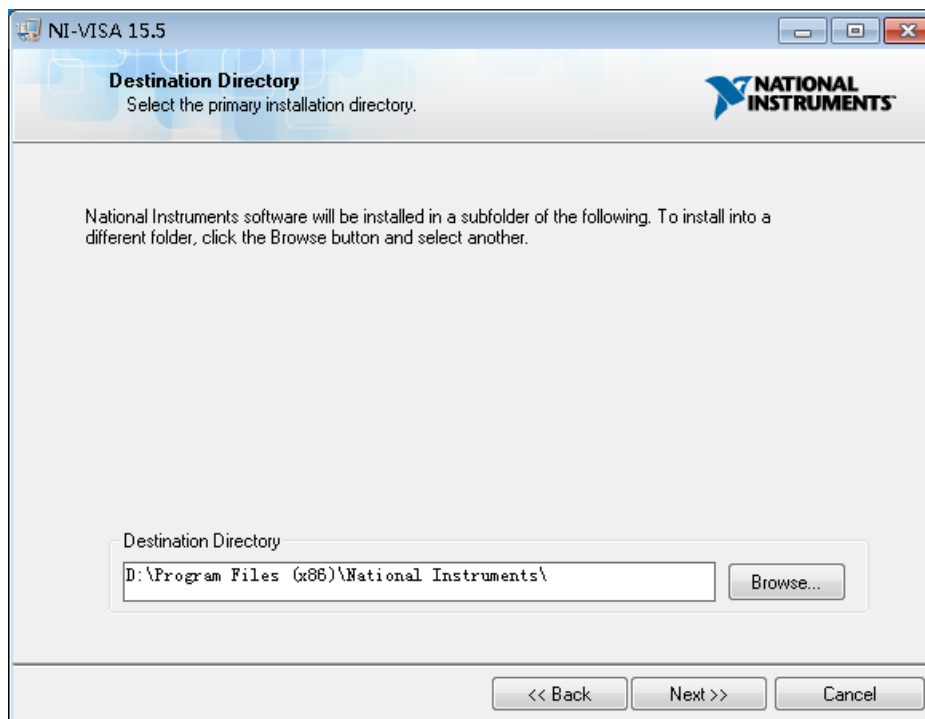 NI-VISA 15.5
Destination Directory
Select the primary installation directory.
NATIONAL
INSTRUMENTS™
National Instruments software will be installed in a subfolder of the following. To install into a
different folder, click the Browse button and select another.
Destination Directory
D:\Program Files (x86)\National Instruments\
Browse...
<< Back
Next >>
Cancel